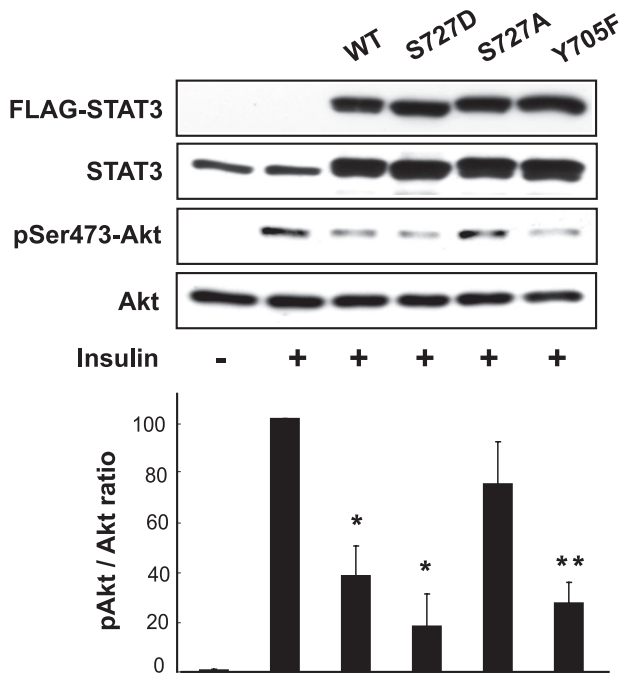 WT S727D S727A Y705F
FLAG-STAT3
STAT3
pSer473-Akt
Akt
Insulin - + + + + +
pAkt / Akt ratio
100
80
60
40
20
0
* * **